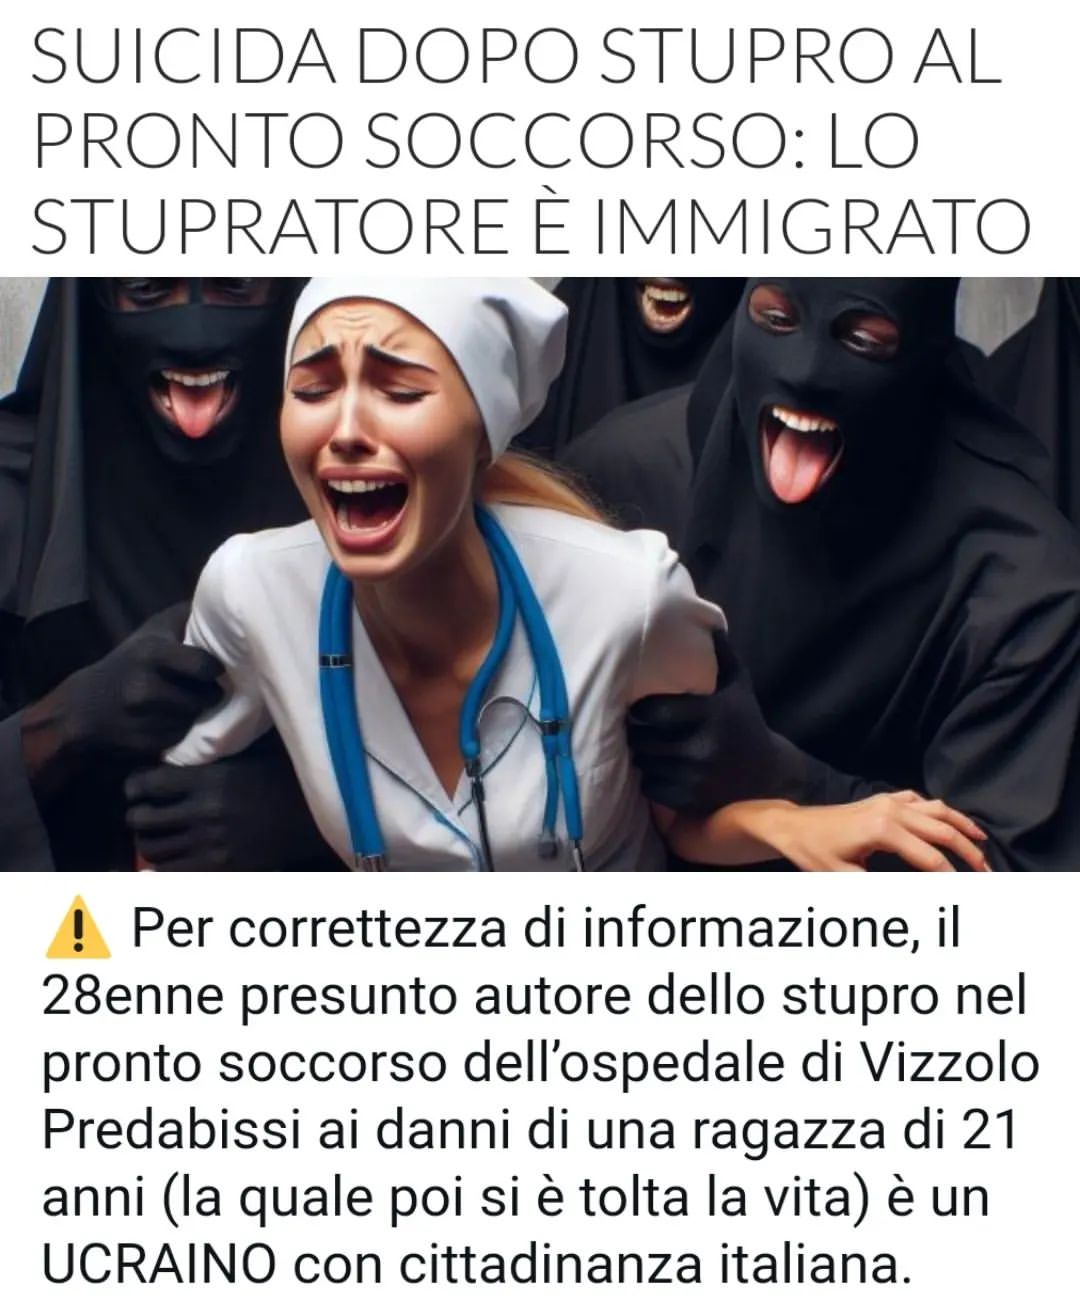 SUICIDA DOPO STUPRO AL
PRONTO SOCCORSO: LO
STUPRATORE È IMMIGRATO
⚠️ Per correttezza di informazione, il
28enne presunto autore dello stupro nel
pronto soccorso dell’ospedale di Vizzolo
Predabissi ai danni di una ragazza di 21
anni (la quale poi si è tolta la vita) è un
UCRAINO con cittadinanza italiana.